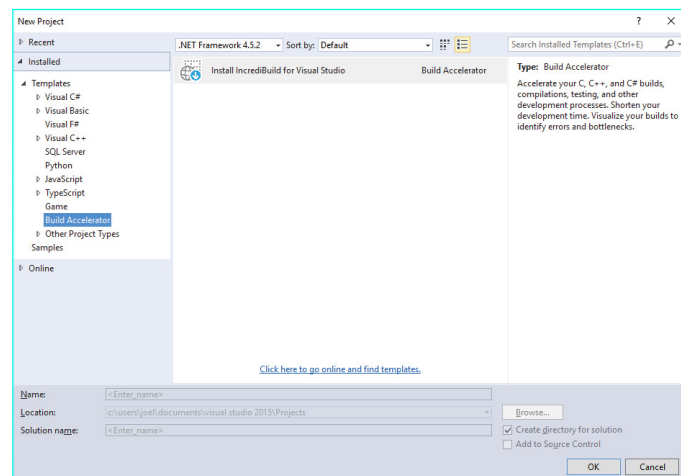 New Project
? X
Recent
.NET Framework 4.5.2 Sort by: Default
Search Installed Templates (Ctrl+E)
Installed
Templates
Visual C#
Visual Basic
Visual F#
Visual C++
SQL Server
Python
JavaScript
TypeScript
Game
Build Accelerator
Other Project Types
Samples
Online
Install IncrediBuild for Visual Studio Build Accelerator
Type: Build Accelerator
Accelerate your C, C++, and C# builds,
compilations, testing, and other
development processes. Shorten your
development time. Visualize your builds to
identify errors and bottlenecks.
Click here to go online and find templates.
Name: <Enter_name>
Location: c:\users\joel\documents\visual studio 2015\Projects
Browse...
Solution name: <Enter_name>
Create directory for solution
Add to Source Control
OK Cancel